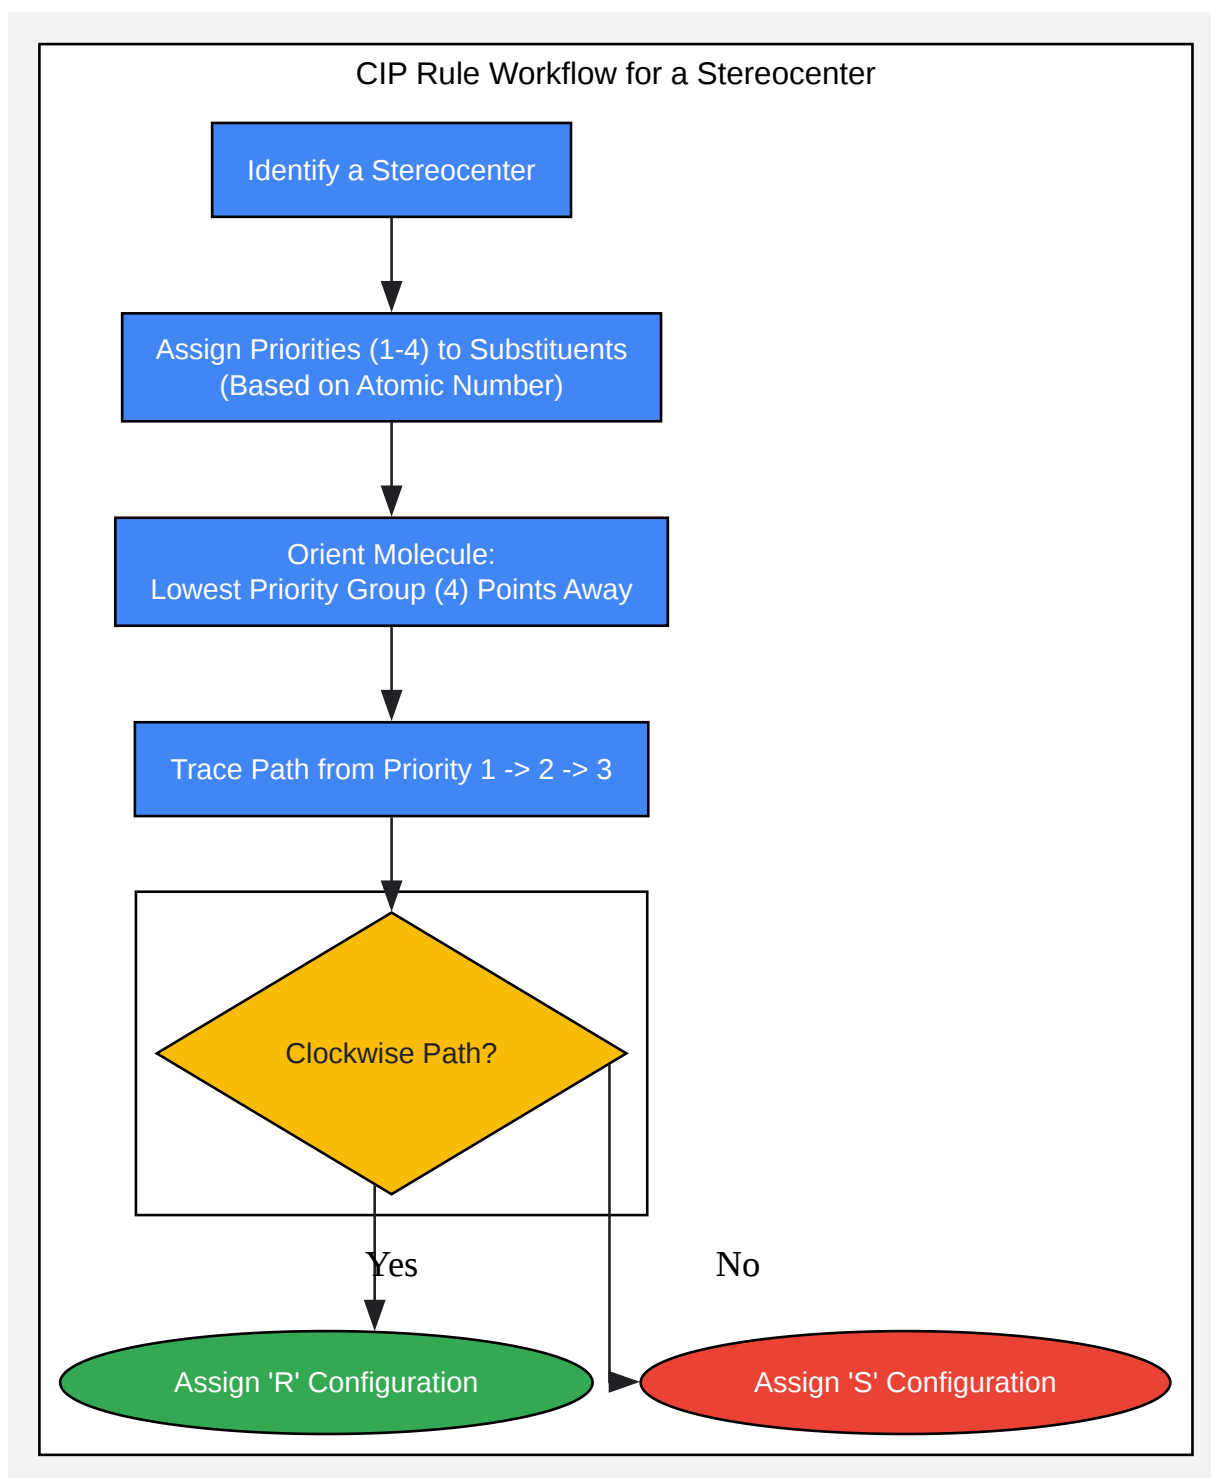 CIP Rule Workflow for a Stereocenter
Identify a Stereocenter
Assign Priorities (1-4) to Substituents
(Based on Atomic Number)
Orient Molecule:
Lowest Priority Group (4) Points Away
Trace Path from Priority 1 -> 2 -> 3
Clockwise Path?
Yes
No
Assign 'R' Configuration
Assign 'S' Configuration